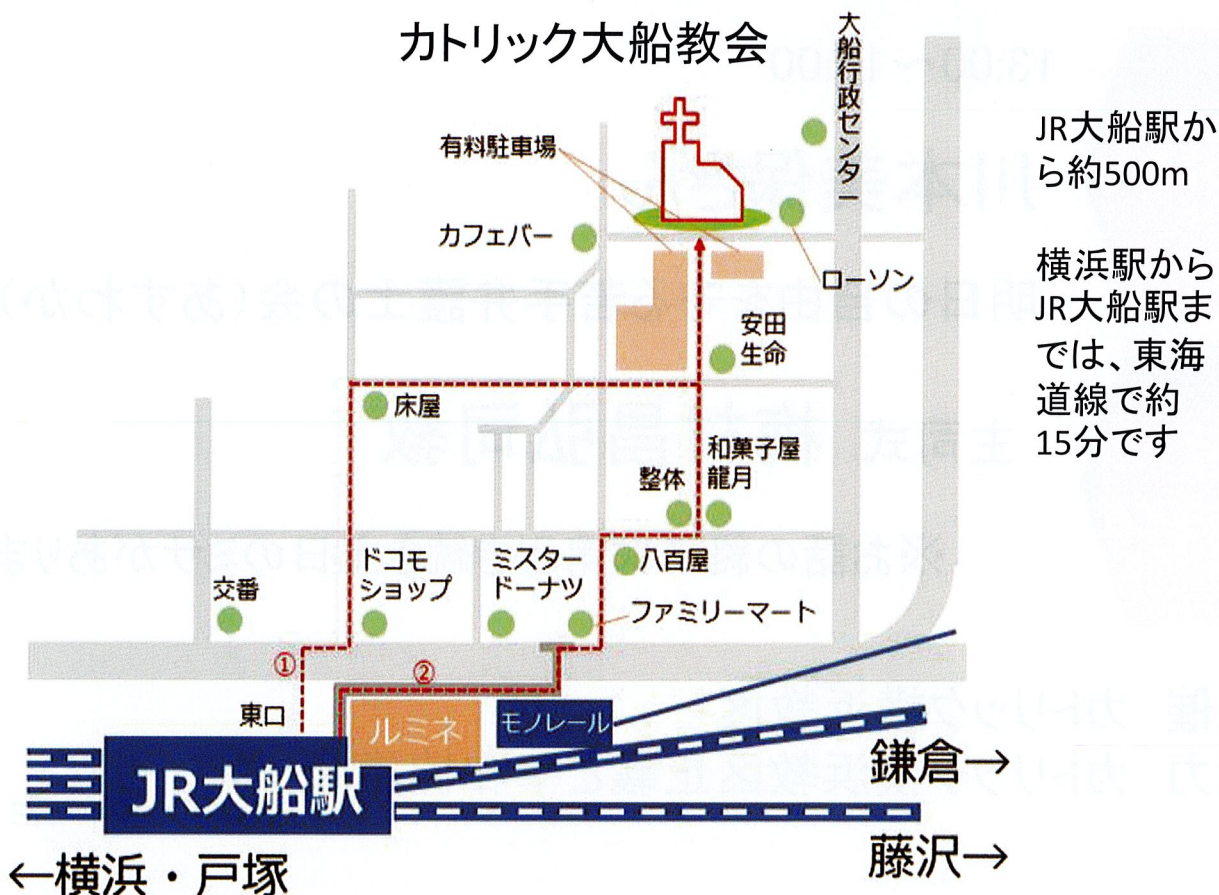 カトリック大船教会
大船行政センター
有料駐車場
カフェバー
ローソン
安田
生命
床屋
整体
和菓子屋
龍月
交番
ドコモ
ショップ
ミスター
ドーナツ
八百屋
ファミリーマート
①
②
東口
ルミネ
モノレール
JR大船駅
鎌倉→
藤沢→
←横浜・戸塚
JR大船駅か
ら約500m
横浜駅から
JR大船駅ま
では、東海
道線で約
15分です